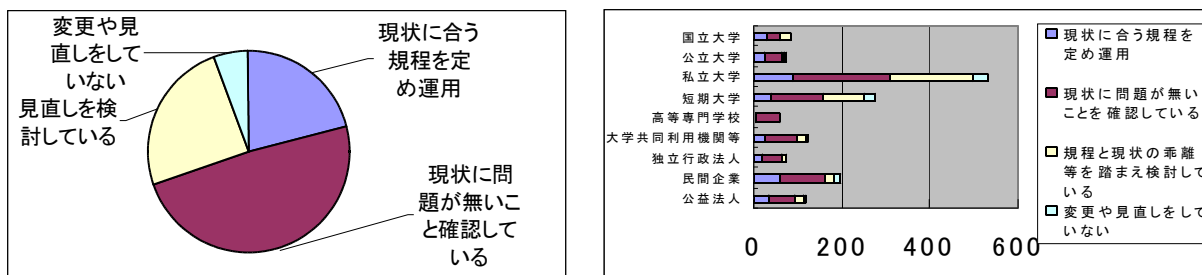 変更や見
直しをして
いない
見直しを検
討している
現状に合う
規程を定
め運用
現状に問
題が無いこ
と確認して
いる
国立大学
公立大学
私立大学
短期大学
高等専門学校
大学共同利用機関等
独立行政法人
民間企業
公益法人
0 200 400 600
現状に合う規程を
定め運用
現状に問題が無い
ことを確認している
規程と現状の乖離
等を踏まえ検討して
いる
変更や見直しをして
いない